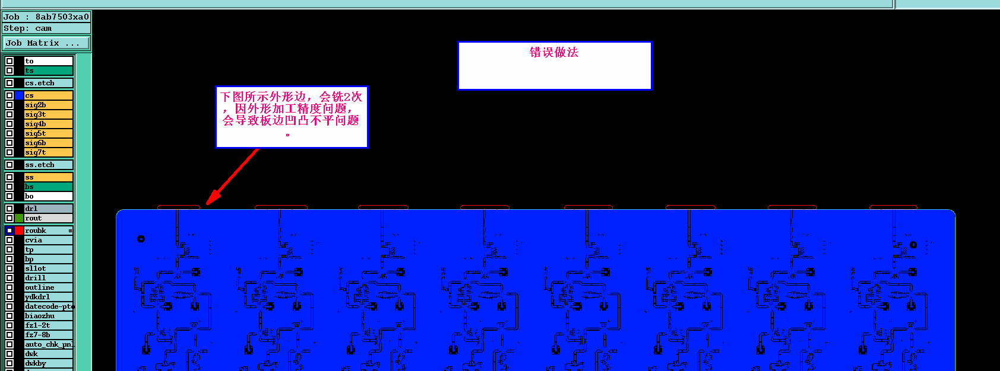 Job : 8ab7503xa0
Step: cam
Job Matrix ...
to
ts
cs.etch
cs
sig2b
sig3t
sig4b
sig5t
sig6b
sig7t
ss.etch
ss
bs
bo
drl
rout
roubk
cvia
tp
bp
sllot
drill
outline
ydkdrl
datecode-pto
biaozhu
fz1-2t
fz7-8b
auto_chk_pnl
dwk
dwkby
错误做法
下图所示外形边，会铣2次
，因外形加工精度问题，
会导致板边凹凸不平问题
。